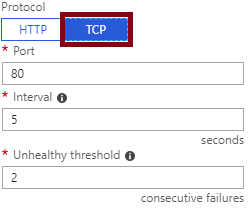 Protocol
HTTP TCP
* Port
80
* Interval
5
seconds
* Unhealthy threshold
2
consecutive failures